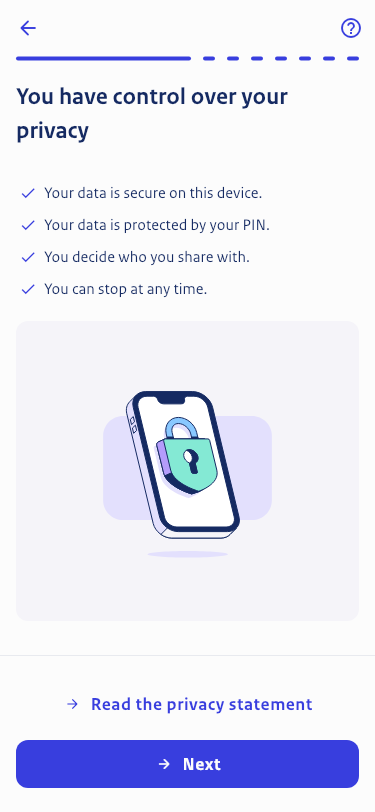 You have control over your
privacy
Your data is secure on this device.
Your data is protected by your PIN.
You decide who you share with.
You can stop at any time.
Read the privacy statement
Next